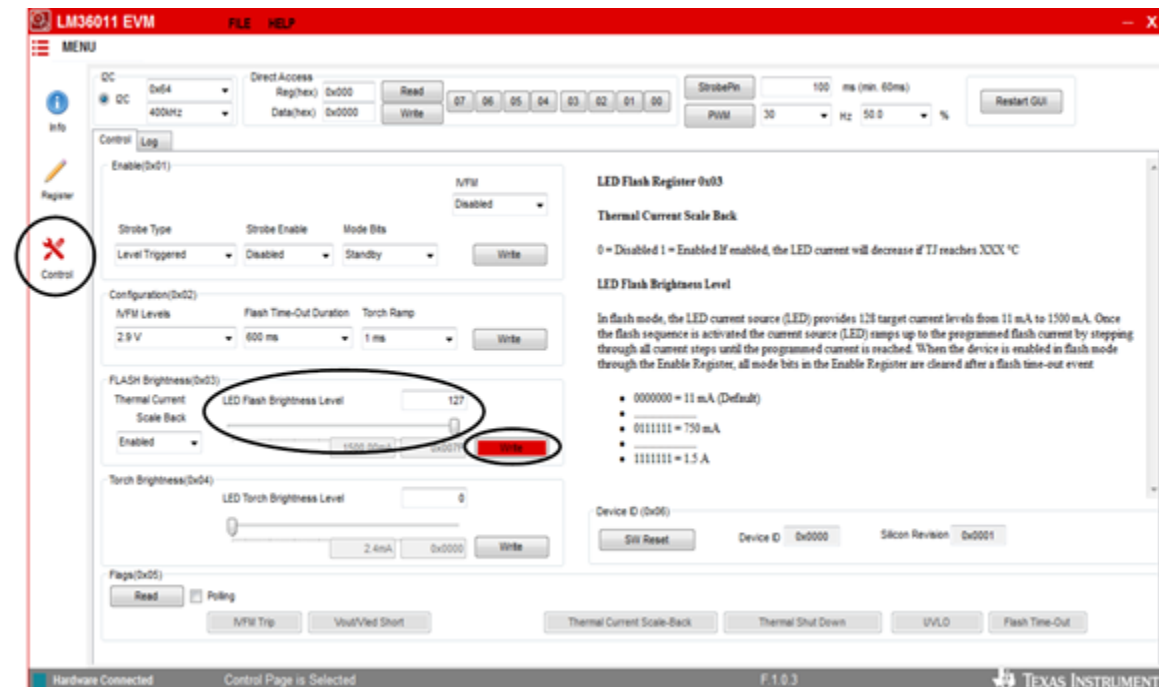 LM36011 EVM FILE HELP
MENU
I2C
I2C
0x64
400kHz
Direct Access
Reg(hex) 0x000 Read
Data(hex) 0x0000 Write
07 06 05 04 03 02 01 00
StrobePin 100 ms (min. 60ms)
PWM 30 Hz 50.0 %
Restart GUI
Info
Register
Control
Control Log
Enable(0x01)
IVFM
Disabled
Strobe Type Strobe Enable Mode Bits
Level Triggered Disabled Standby Write
Configuration(0x02)
IVFM Levels Flash Time-Out Duration Torch Ramp
2.9 V 600 ms 1 ms Write
FLASH Brightness(0x03)
Thermal Current
Scale Back
LED Flash Brightness Level 127
Enabled 1500.00mA 0x007F Write
Torch Brightness(0x04)
LED Torch Brightness Level 0
2.4mA 0x0000 Write
Flags(0x05)
Read Polling
IVFM Trip Vout/Vled Short Thermal Current Scale-Back Thermal Shut Down UVLO Flash Time-Out
LED Flash Register 0x03
Thermal Current Scale Back
0 = Disabled 1 = Enabled If enabled, the LED current will decrease if TJ reaches XXX °C
LED Flash Brightness Level
In flash mode, the LED current source (LED) provides 128 target current levels from 11 mA to 1500 mA. Once
the flash sequence is activated the current source (LED) ramps up to the programmed flash current by stepping
through all current steps until the programmed current is reached. When the device is enabled in flash mode
through the Enable Register, all mode bits in the Enable Register are cleared after a flash time-out event
• 0000000 = 11 mA (Default)
• ____________
• 0111111 = 750 mA
• ____________
• 1111111 = 1.5 A
Device ID (0x06)
SW Reset Device ID 0x0000 Silicon Revision 0x0001
Hardware Connected Control Page is Selected F.1.0.3 TEXAS INSTRUMENT